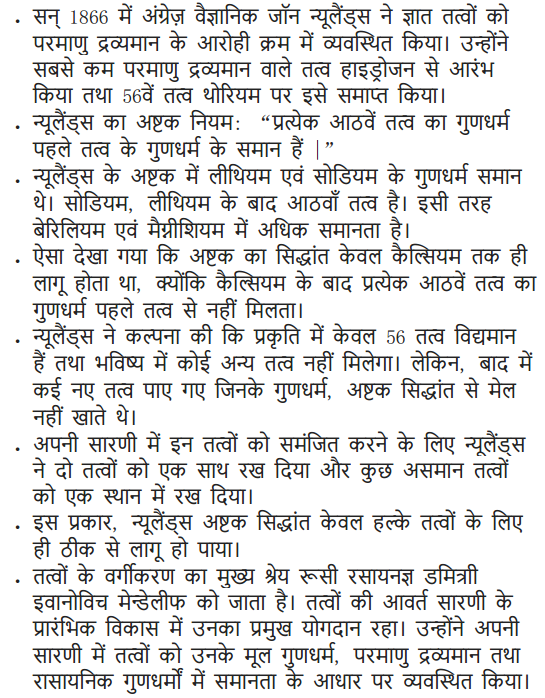 • सन् 1866 में अंग्रेज़ वैज्ञानिक जॉन न्यूलैंड्स ने ज्ञात तत्वों को
परमाणु द्रव्यमान के आरोही क्रम में व्यवस्थित किया। उन्होंने
सबसे कम परमाणु द्रव्यमान वाले तत्व हाइड्रोजन से आरंभ
किया तथा 56वें तत्व थोरियम पर इसे समाप्त किया।
• न्यूलैंड्स का अष्टक नियम: “प्रत्येक आठवें तत्व का गुणधर्म
पहले तत्व के गुणधर्म के समान हैं |”
• न्यूलैंड्स के अष्टक में लीथियम एवं सोडियम के गुणधर्म समान
थे। सोडियम, लीथियम के बाद आठवाँ तत्व है। इसी तरह
बेरिलियम एवं मैग्नीशियम में अधिक समानता है।
• ऐसा देखा गया कि अष्टक का सिद्धांत केवल कैल्सियम तक ही
लागू होता था, क्योंकि कैल्सियम के बाद प्रत्येक आठवें तत्व का
गुणधर्म पहले तत्व से नहीं मिलता।
• न्यूलैंड्स ने कल्पना की कि प्रकृति में केवल 56 तत्व विद्यमान
हैं तथा भविष्य में कोई अन्य तत्व नहीं मिलेगा। लेकिन, बाद में
कई नए तत्व पाए गए जिनके गुणधर्म, अष्टक सिद्धांत से मेल
नहीं खाते थे।
• अपनी सारणी में इन तत्वों को समंजित करने के लिए न्यूलैंड्स
ने दो तत्वों को एक साथ रख दिया और कुछ असमान तत्वों
को एक स्थान में रख दिया।
• इस प्रकार, न्यूलैंड्स अष्टक सिद्धांत केवल हल्के तत्वों के लिए
ही ठीक से लागू हो पाया।
• तत्वों के वर्गीकरण का मुख्य श्रेय रूसी रसायनज्ञ डमित्राी
इवानोविच मेन्डेलीफ को जाता है। तत्वों की आवर्त सारणी के
प्रारंभिक विकास में उनका प्रमुख योगदान रहा। उन्होंने अपनी
सारणी में तत्वों को उनके मूल गुणधर्म, परमाणु द्रव्यमान तथा
रासायनिक गुणधर्मों में समानता के आधार पर व्यवस्थित किया।